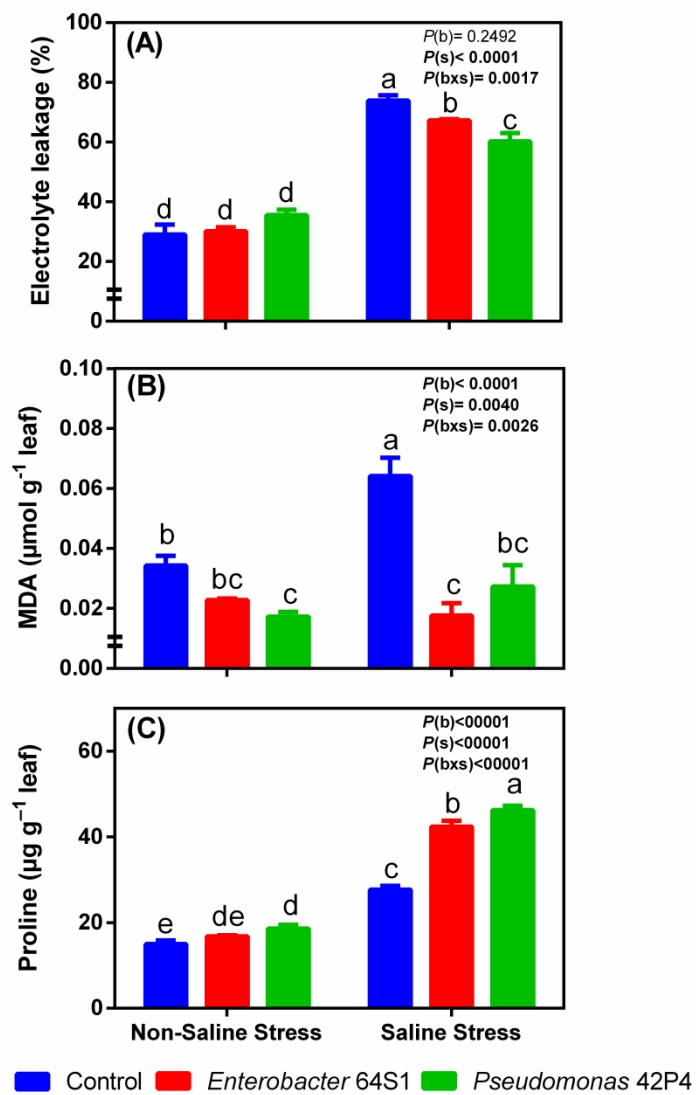 (A)
P(b)= 0.2492
P(s)< 0.0001
P(bxs)= 0.0017
Electrolyte leakage (%)
100
80
60
40
20
0
d d d a b c
(B)
P(b)< 0.0001
P(s)= 0.0040
P(bxs)= 0.0026
MDA (µmol g⁻¹ leaf)
0.10
0.08
0.06
0.04
0.02
0.00
b bc c a c bc
(C)
P(b)<00001
P(s)<00001
P(bxs)<00001
Proline (µg g⁻¹ leaf)
60
40
20
0
e de d c b a
Non-Saline Stress Saline Stress
Control Enterobacter 64S1 Pseudomonas 42P4